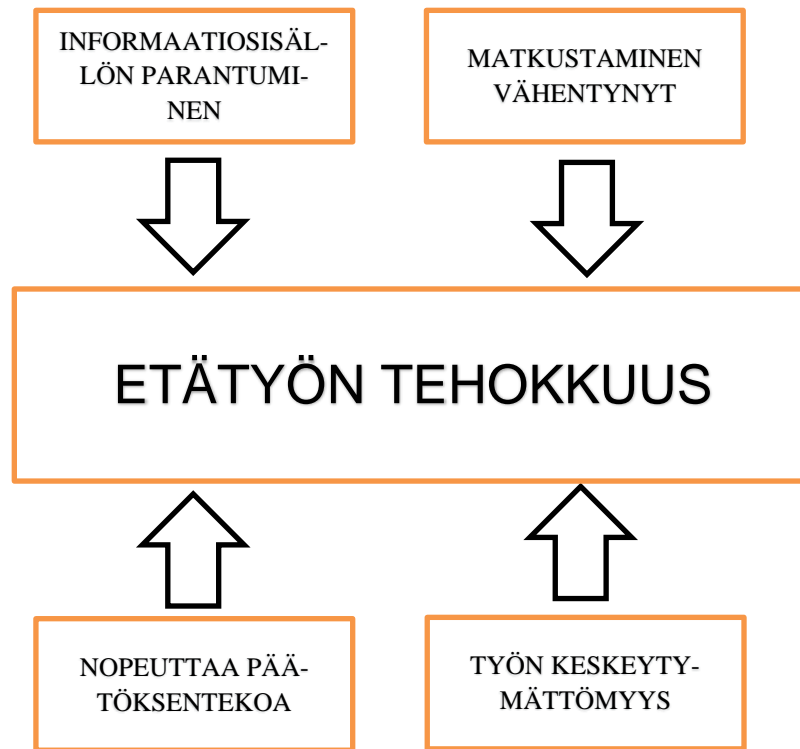 INFORMAATIOSISÄL-
LÖN PARANTUMI-
NEN
MATKUSTAMINEN
VÄHENTYNYT
ETÄTYÖN TEHOKKUUS
NOPEUTTAA PÄÄ-
TÖKSENTEKOA
TYÖN KESKEYTY-
MÄTTÖMYYS